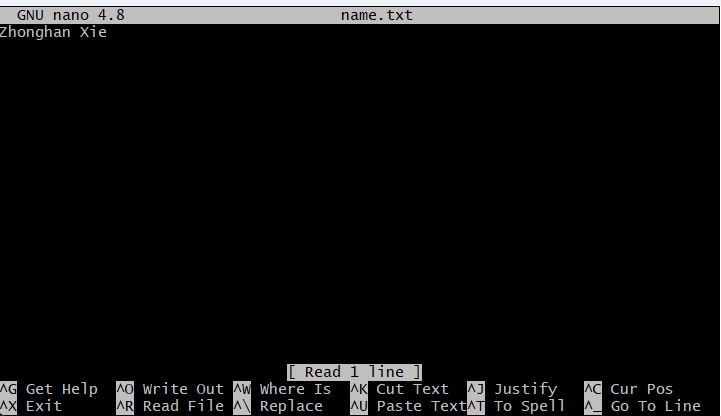 GNU nano 4.8 name.txt
Zhonghan Xie
[ Read 1 line ]
^G Get Help ^O Write Out ^W Where Is ^K Cut Text ^J Justify ^C Cur Pos
^X Exit ^R Read File ^\ Replace ^U Paste Text ^T To Spell ^_ Go To Line